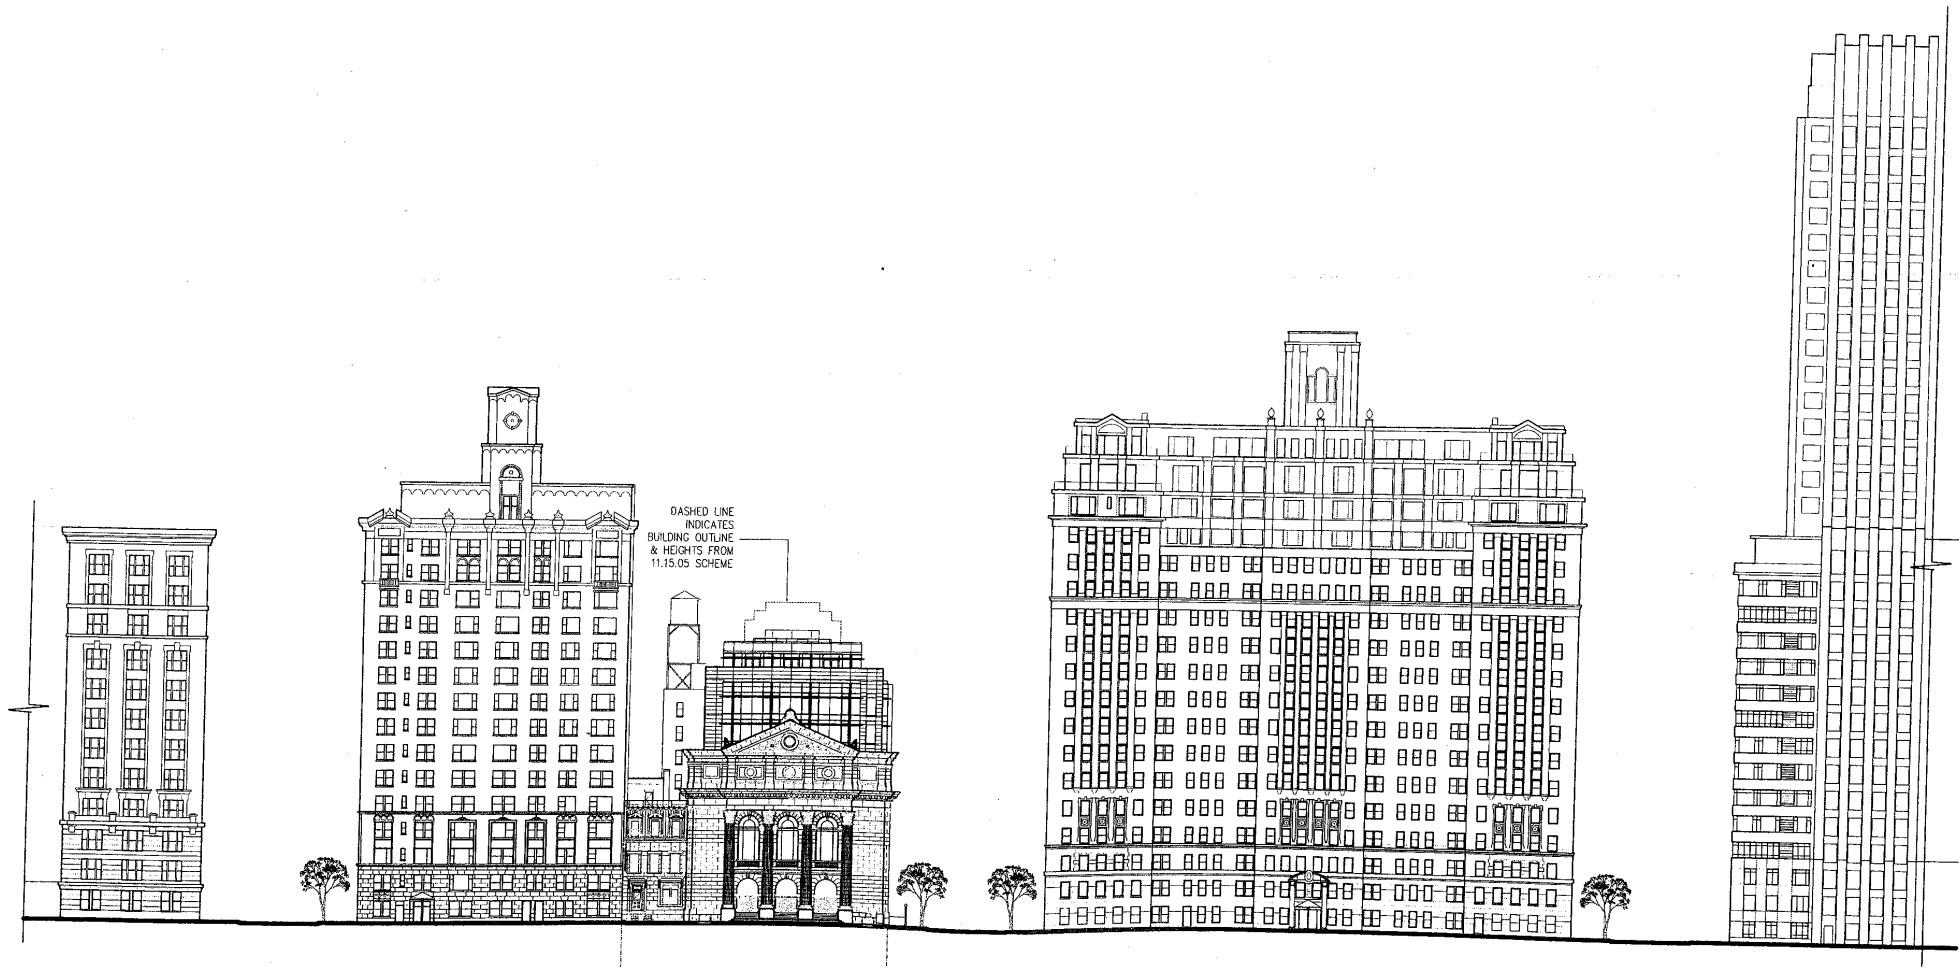 DASHED LINE
INDICATES
BUILDING OUTLINE
& HEIGHTS FROM
11.15.05 SCHEME